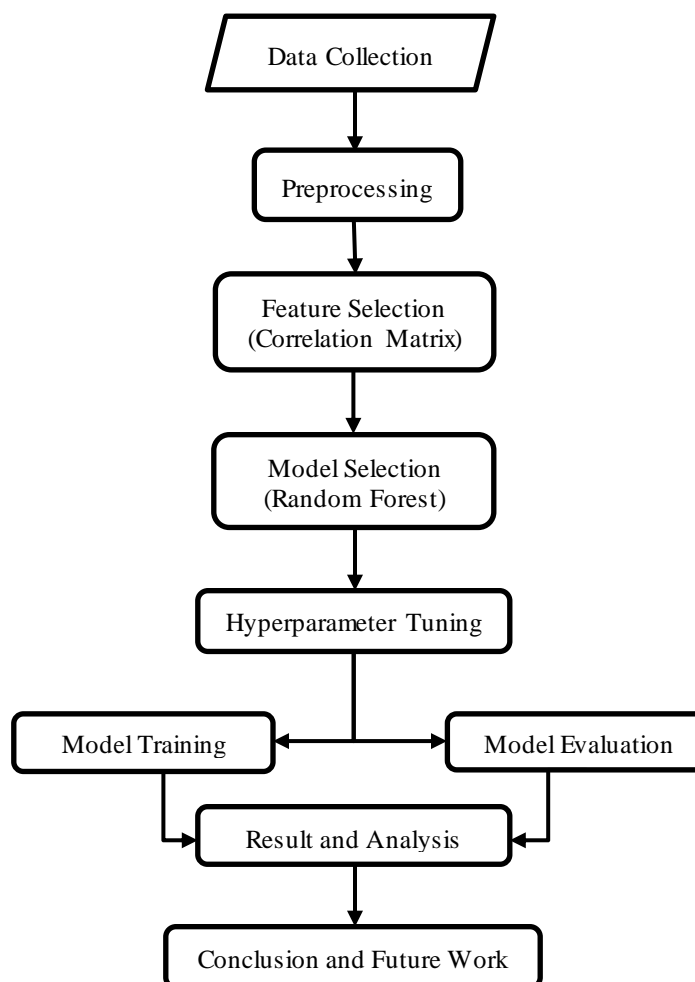 Data Collection
Preprocessing
Feature Selection
(Correlation Matrix)
Model Selection
(Random Forest)
Hyperparameter Tuning
Model Training
Model Evaluation
Result and Analysis
Conclusion and Future Work